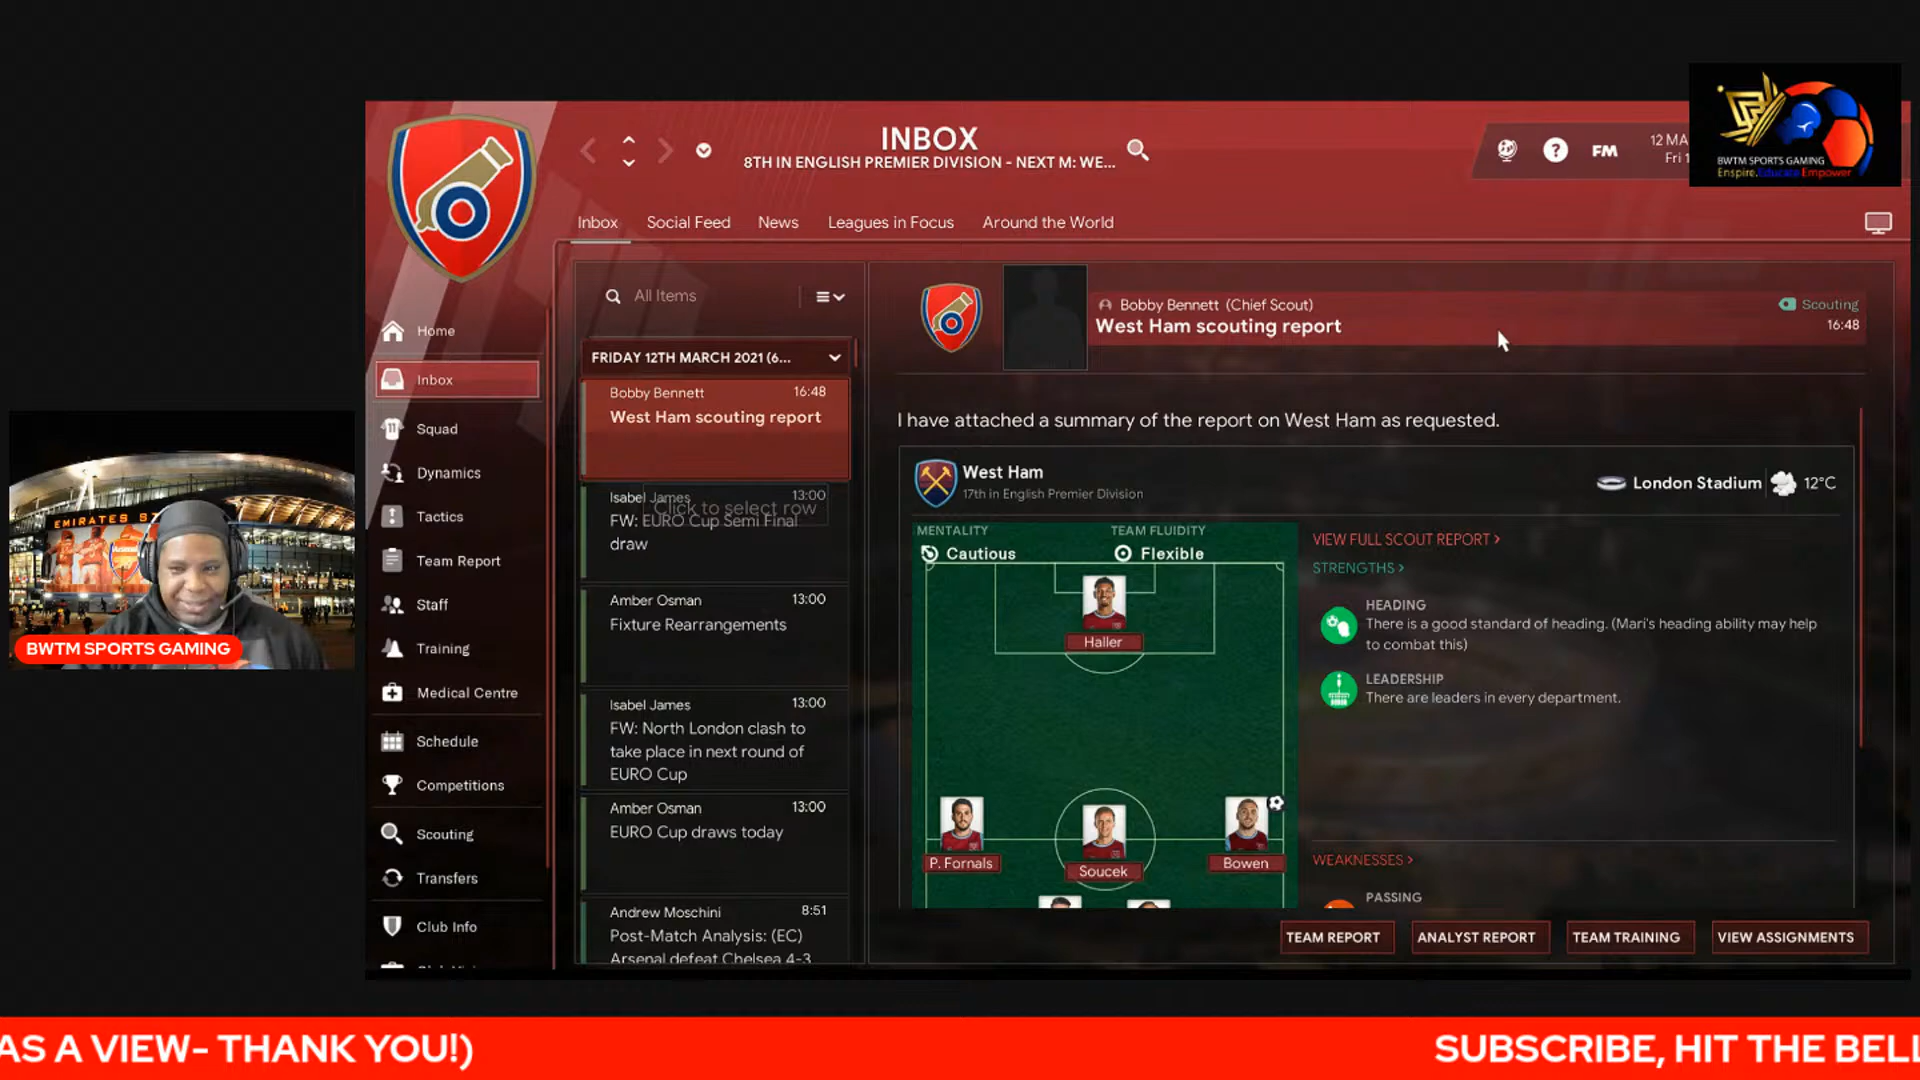 INBOX
8TH IN ENGLISH PREMIER DIVISION - NEXT M: WE...
FM
12 MA
Fri 1
BWTM SPORTS GAMING
Enspire.Educate.Empower
Inbox
Social Feed
News
Leagues in Focus
Around the World
Home
Inbox
Squad
Dynamics
Tactics
Team Report
Staff
Training
Medical Centre
Schedule
Competitions
Scouting
Transfers
Club Info
All Items
FRIDAY 12TH MARCH 2021 (6...
Bobby Bennett 16:48
West Ham scouting report
Isabel James 13:00
Click to select row
FW: EURO Cup Semi Final
draw
Amber Osman 13:00
Fixture Rearrangements
Isabel James 13:00
FW: North London clash to
take place in next round of
EURO Cup
Amber Osman 13:00
EURO Cup draws today
Andrew Moschini 8:51
Post-Match Analysis: (EC)
Arsenal defeat Chelsea 4-3
Bobby Bennett (Chief Scout)
West Ham scouting report
Scouting
16:48
I have attached a summary of the report on West Ham as requested.
West Ham
17th in English Premier Division
London Stadium
12°C
MENTALITY
Cautious
TEAM FLUIDITY
Flexible
Haller
P. Fornals
Soucek
Bowen
VIEW FULL SCOUT REPORT >
STRENGTHS >
HEADING
There is a good standard of heading. (Mari's heading ability may help
to combat this)
LEADERSHIP
There are leaders in every department.
WEAKNESSES >
PASSING
TEAM REPORT
ANALYST REPORT
TEAM TRAINING
VIEW ASSIGNMENTS
EMIRATES ST
Arsenal
BWTM SPORTS GAMING
AS A VIEW- THANK YOU!)
SUBSCRIBE, HIT THE BELL